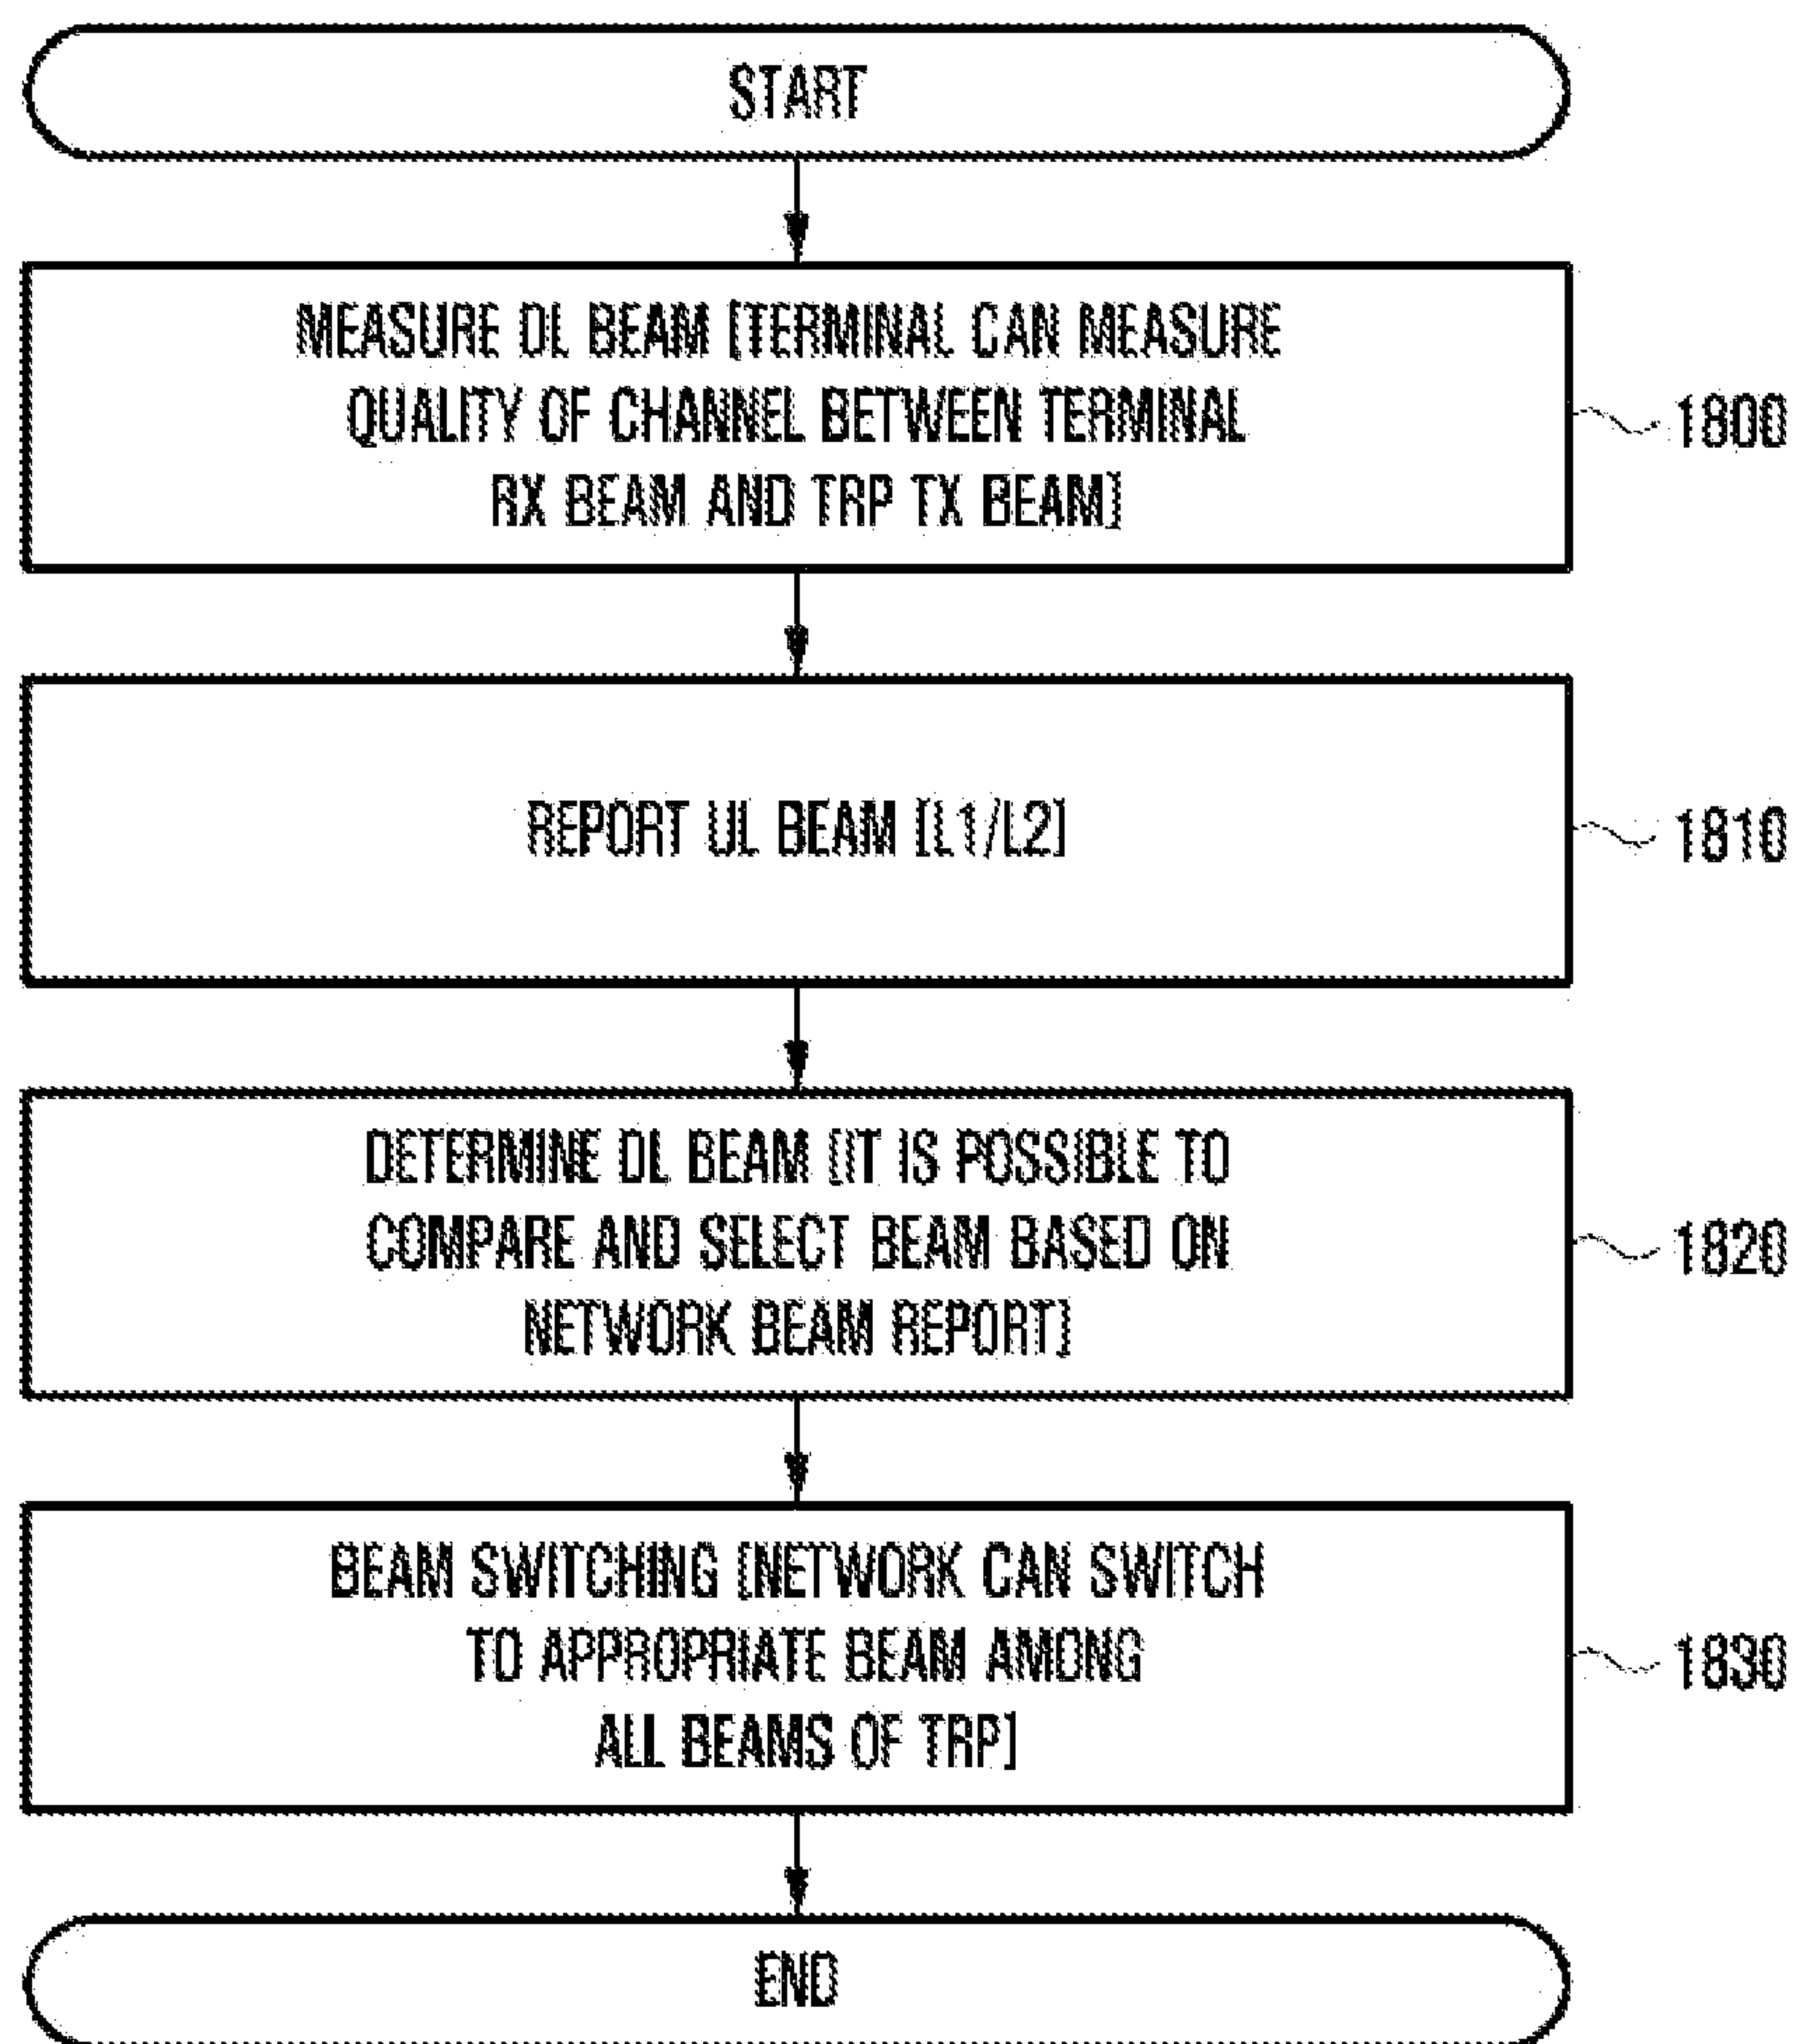 START
MEASURE DL BEAM [TERMINAL CAN MEASURE
QUALITY OF CHANNEL BETWEEN TERMINAL
RX BEAM AND TRP TX BEAM]
1800
REPORT UL BEAM [L1/L2]
1810
DETERMINE DL BEAM [IT IS POSSIBLE TO
COMPARE AND SELECT BEAM BASED ON
NETWORK BEAM REPORT]
1820
BEAM SWITCHING [NETWORK CAN SWITCH
TO APPROPRIATE BEAM AMONG
ALL BEAMS OF TRP]
1830
END